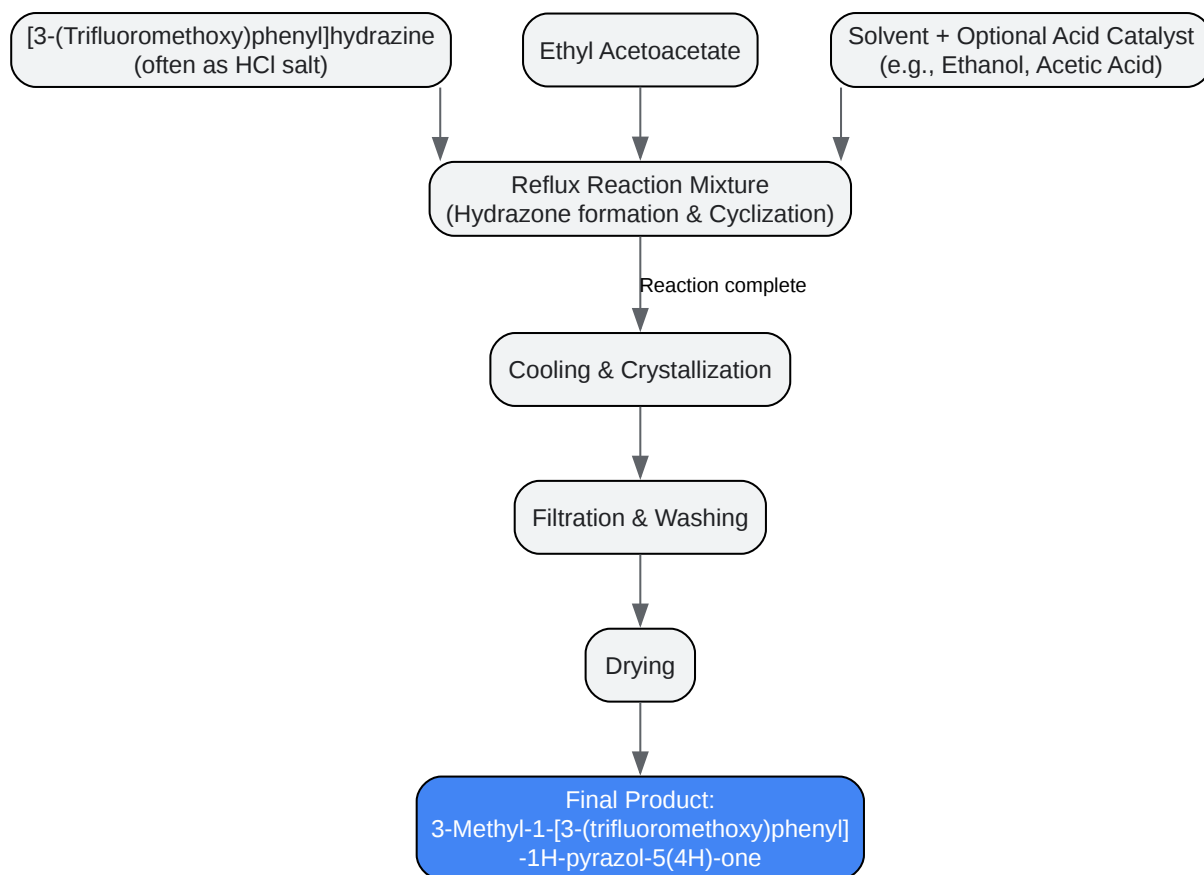 [3-(Trifluoromethoxy)phenyl]hydrazine
(often as HCl salt)
Ethyl Acetoacetate
Solvent + Optional Acid Catalyst
(e.g., Ethanol, Acetic Acid)
Reflux Reaction Mixture
(Hydrazone formation & Cyclization)
Reaction complete
Cooling & Crystallization
Filtration & Washing
Drying
Final Product:
3-Methyl-1-[3-(trifluoromethoxy)phenyl]
-1H-pyrazol-5(4H)-one